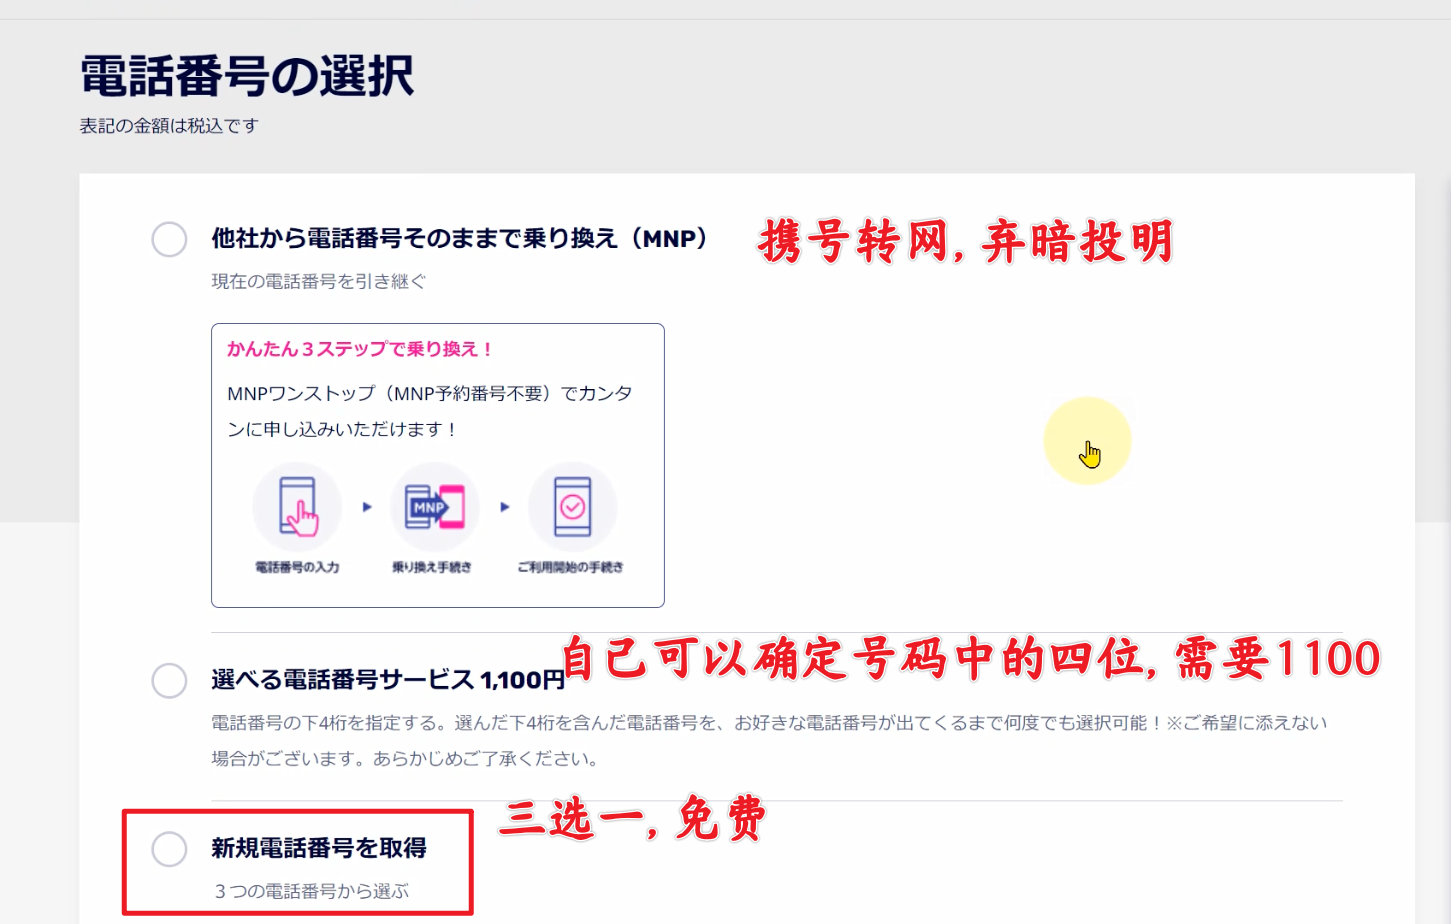 電話番号の選択
表記の金額は税込です
他社から電話番号そのままで乗り換え（MNP）
携号转网,弃暗投明
現在の電話番号を引き継ぐ
かんたん３ステップで乗り換え！
MNPワンストップ（MNP予約番号不要）でカンタ
ンに申し込みいただけます！
MNP
電話番号の入力
乗り換え手続き
ご利用開始の手続き
自己可以确定号码中的四位,需要1100
選べる電話番号サービス 1,100円
電話番号の下4桁を指定する。選んだ下4桁を含んだ電話番号を、お好きな電話番号が出てくるまで何度でも選択可能！※ご希望に添えない
場合がございます。あらかじめご了承ください。
三选一,免费
新規電話番号を取得
３つの電話番号から選ぶ